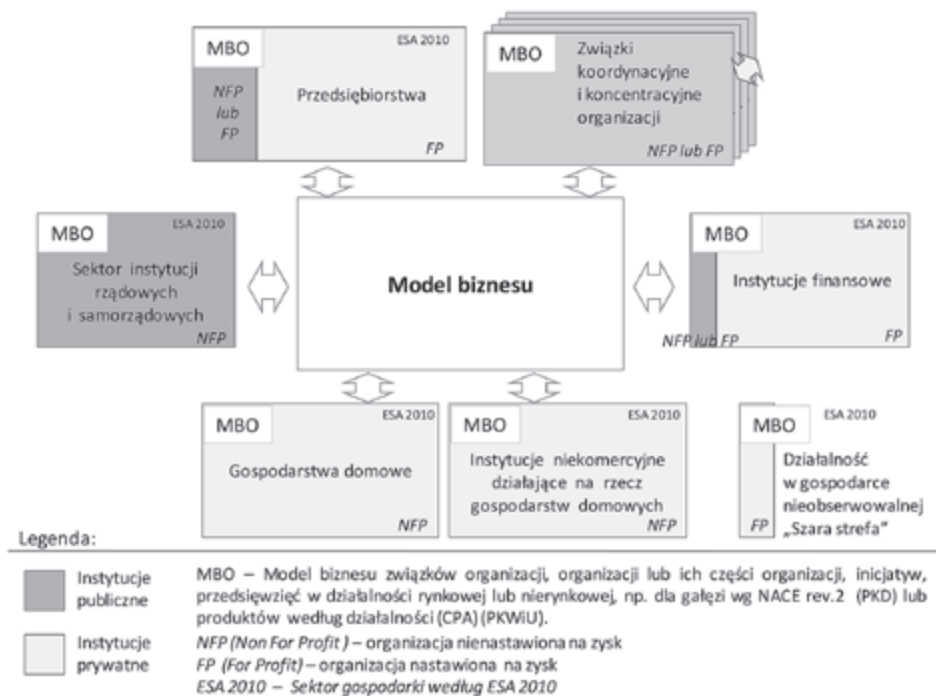 MBO
ESA 2010
NFP
lub
FP
Przedsiębiorstwa
FP
MBO
Związki
koordynacyjne
i koncentracyjne
organizacji
NFP lub FP
MBO
ESA 2010
Sektor instytucji
rządowych
i samorządowych
NFP
Model biznesu
MBO
ESA 2010
Instytucje finansowe
NFP lub FP
FP
MBO
ESA 2010
Gospodarstwa domowe
NFP
MBO
ESA 2010
Instytucje niekomercyjne
działające na rzecz
gospodarstw domowych
NFP
MBO
ESA 2010
Działalność
w gospodarce
nieobserwowalnej
„Szara strefa”
FP
Legenda:
Instytucje
publiczne
Instytucje
prywatne
MBO – Model biznesu związków organizacji, organizacji lub ich części organizacji, inicjatyw,
przedsięwzięć w działalności rynkowej lub nierynkowej, np. dla gałęzi wg NACE rev.2 (PKD) lub
produktów według działalności (CPA) (PKWiU).
NFP (Non For Profit ) – organizacja nienastawiona na zysk
FP (For Profit) – organizacja nastawiona na zysk
ESA 2010 – Sektor gospodarki według ESA 2010